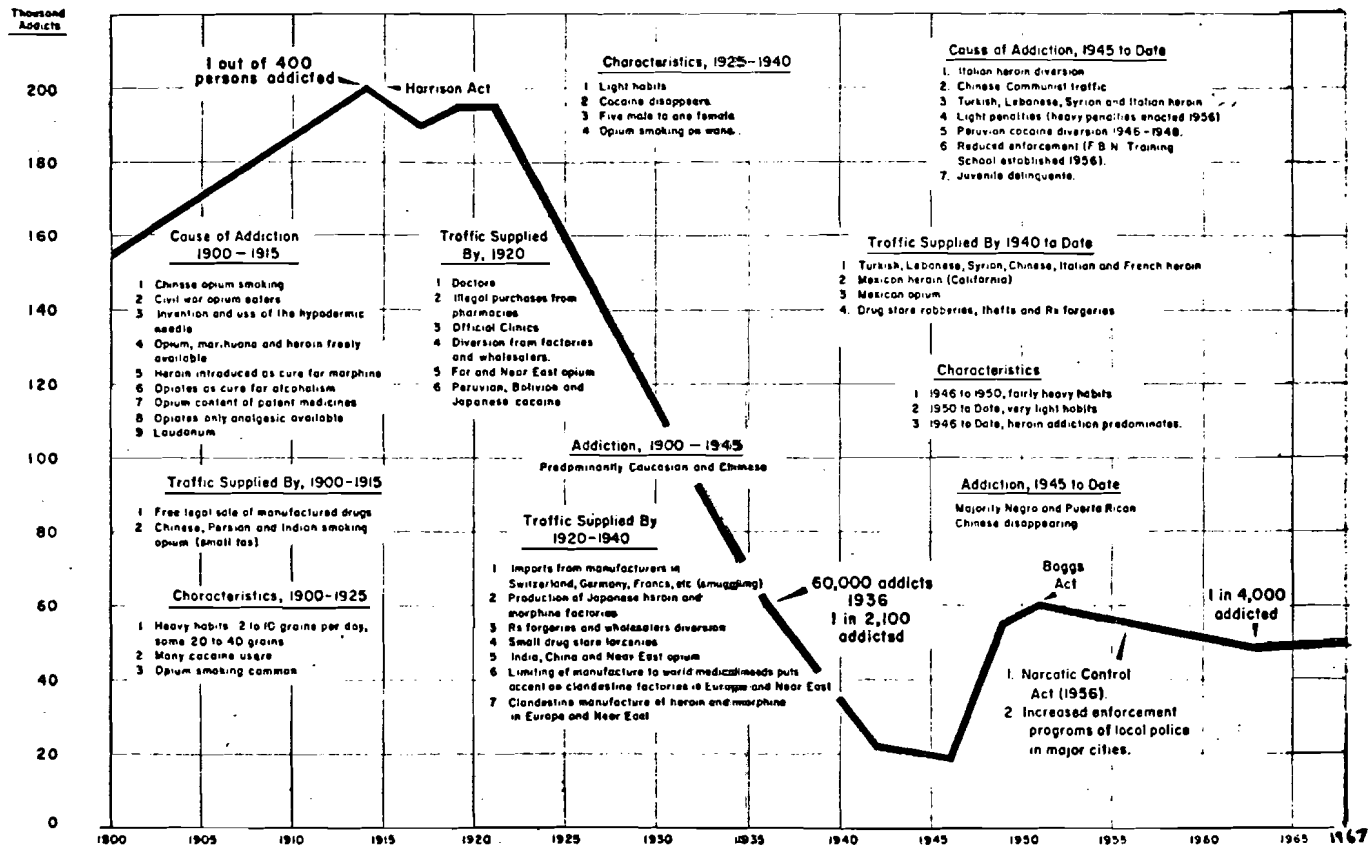 Thousand
Addicts
200
180
160
140
120
100
80
60
40
20
0
1900
1905
1910
1915
1920
1925
1930
1935
1940
1945
1950
1955
1960
1965
1967
1 out of 400
persons addicted
Harrison Act
Characteristics, 1925-1940
1 Light habits
2 Cocaine disappears
3 Five male to one female
4 Opium smoking on wane.
Cause of Addiction, 1945 to Date
1. Italian heroin diversion
2. Chinese Communist traffic
3 Turkish, Lebanese, Syrian and Italian heroin
4 Light penalties (heavy penalties enacted 1956)
5 Peruvian cocaine diversion 1946-1948.
6 Reduced enforcement (F B N Training
School established 1956).
7. Juvenile delinquents.
Cause of Addiction
1900-1915
1 Chinese opium smoking
2 Civil war opium eaters
3 Invention and use of the hypodermic
needle
4 Opium, marihuana and heroin freely
available
5 Heroin introduced as cure for morphine
6 Opiates as cure for alcoholism
7 Opium content of patent medicines
8 Opiates only analgesic available
9 Laudanum
Traffic Supplied
By, 1920
1 Doctors
2 Illegal purchases from
pharmacies
3 Official Clinics
4 Diversion from factories
and wholesalers.
5 Far and Near East opium
6 Peruvian, Bolivian and
Japanese cocaine
Traffic Supplied By 1940 to Date
1 Turkish, Lebanese, Syrian, Chinese, Italian and French heroin
2 Mexican heroin (California)
3 Mexican opium
4. Drug store robberies, thefts and Rx forgeries
Characteristics
1 1946 to 1950, fairly heavy habits
2 1950 to Date, very light habits
3 1946 to Date, heroin addiction predominates.
Addiction, 1900-1945
Predominantly Caucasian and Chinese
Traffic Supplied By, 1900-1915
1 Free legal sale of manufactured drugs
2 Chinese, Persian and Indian smoking
opium (small tax)
Addiction, 1945 to Date
Majority Negro and Puerto Rican
Chinese disappearing
Traffic Supplied By
1920-1940
1 Imports from manufacturers in
Switzerland, Germany, France, etc (smuggling)
2 Production of Japanese heroin and
morphine factories
3 Rx forgeries and wholesalers diversion
4 Small drug store larcenies
5 India, China and Near East opium
6 Limiting of manufacture to world medical needs puts
accent on clandestine factories in Europe and Near East
7 Clandestine manufacture of heroin and morphine
in Europe and Near East
Characteristics, 1900-1925
1 Heavy habits 2 to 10 grains per day,
some 20 to 40 grains
2 Many cocaine users
3 Opium smoking common
60,000 addicts
1936
1 in 2,100
addicted
Boggs
Act
1 in 4,000
addicted
1. Narcotic Control
Act (1956).
2 Increased enforcement
programs of local police
in major cities.